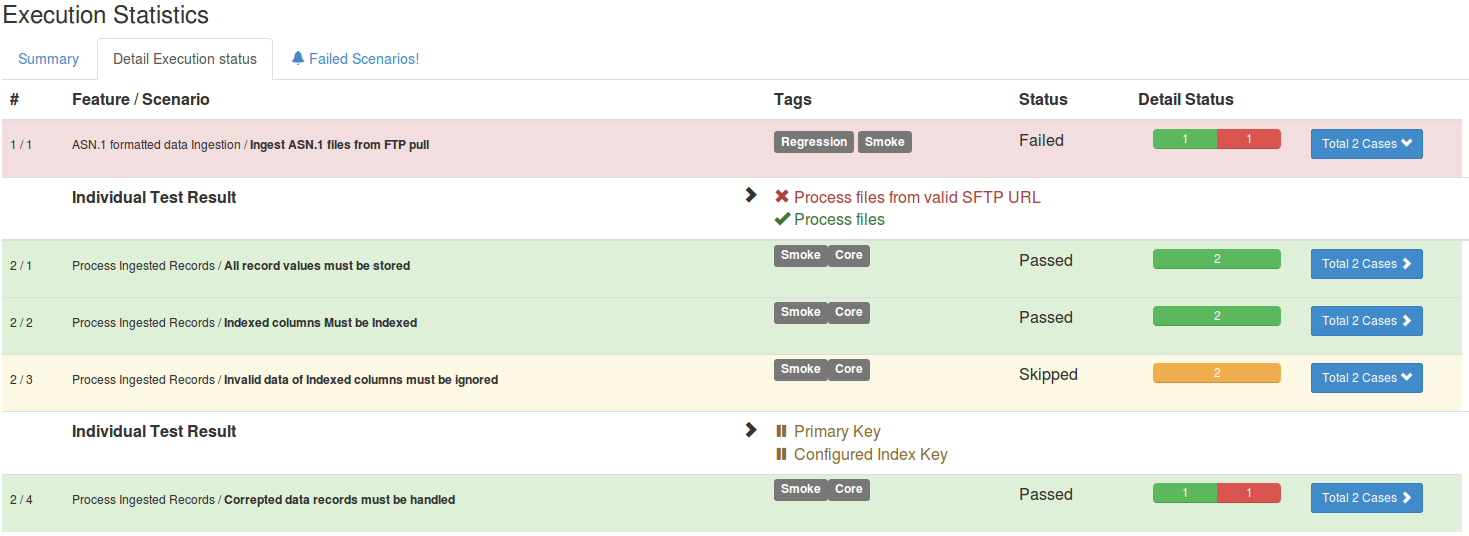 Execution Statistics
Summary Detail Execution status Failed Scenarios!
# Feature / Scenario Tags Status Detail Status
1 / 1 ASN.1 formatted data Ingestion / Ingest ASN.1 files from FTP pull Regression Smoke Failed 1 1 Total 2 Cases
Individual Test Result Process files from valid SFTP URL
Process files
2 / 1 Process Ingested Records / All record values must be stored Smoke Core Passed 2 Total 2 Cases
2 / 2 Process Ingested Records / Indexed columns Must be Indexed Smoke Core Passed 2 Total 2 Cases
2 / 3 Process Ingested Records / Invalid data of Indexed columns must be ignored Smoke Core Skipped 2 Total 2 Cases
Individual Test Result Primary Key
Configured Index Key
2 / 4 Process Ingested Records / Correpted data records must be handled Smoke Core Passed 1 1 Total 2 Cases